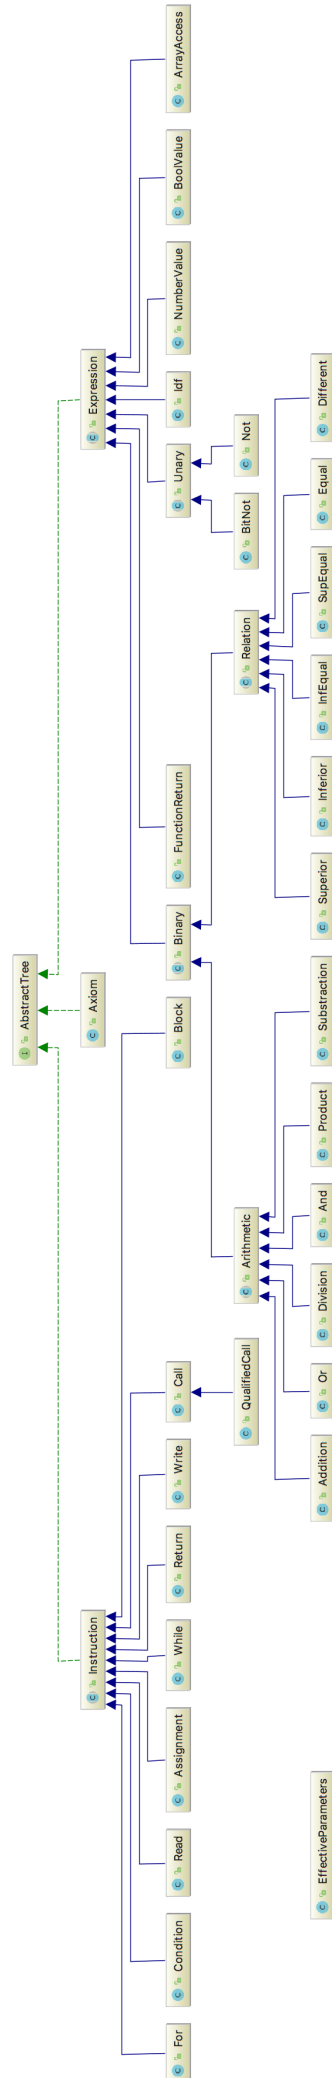 AbstractTree
Instruction
Axiom
Expression
For
Condition
Read
Assignment
While
Return
Write
Call
Block
Binary
FunctionReturn
Unary
Idf
NumberValue
BoolValue
ArrayAccess
QualifiedCall
Arithmetic
Relation
BitNot
Not
EffectiveParameters
Addition
Or
Division
And
Product
Substraction
Superior
Inferior
InfEqual
SupEqual
Equal
Different